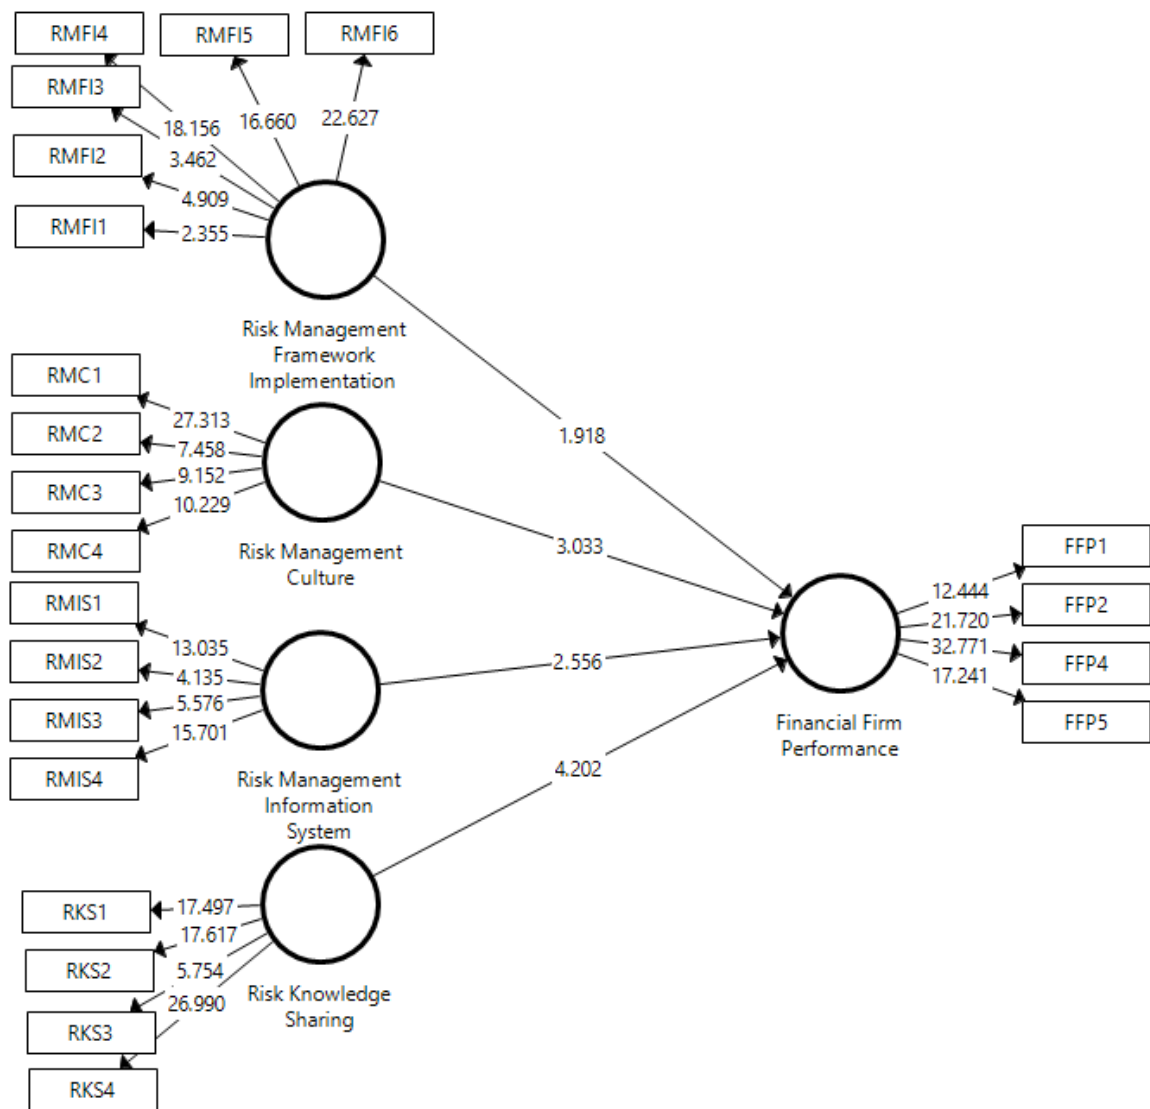 RMFI4
RMFI5
RMFI6
RMFI3
18.156
16.660
22.627
3.462
RMFI2
4.909
RMFI1
2.355
Risk Management
Framework
Implementation
RMC1
27.313
RMC2
7.458
RMC3
9.152
10.229
RMC4
Risk Management
Culture
1.918
3.033
RMIS1
13.035
RMIS2
4.135
RMIS3
5.576
15.701
RMIS4
Risk Management
Information
System
2.556
4.202
FFP1
12.444
FFP2
21.720
FFP4
32.771
17.241
FFP5
Financial Firm
Performance
RKS1
17.497
17.617
RKS2
5.754
26.990
RKS3
RKS4
Risk Knowledge
Sharing